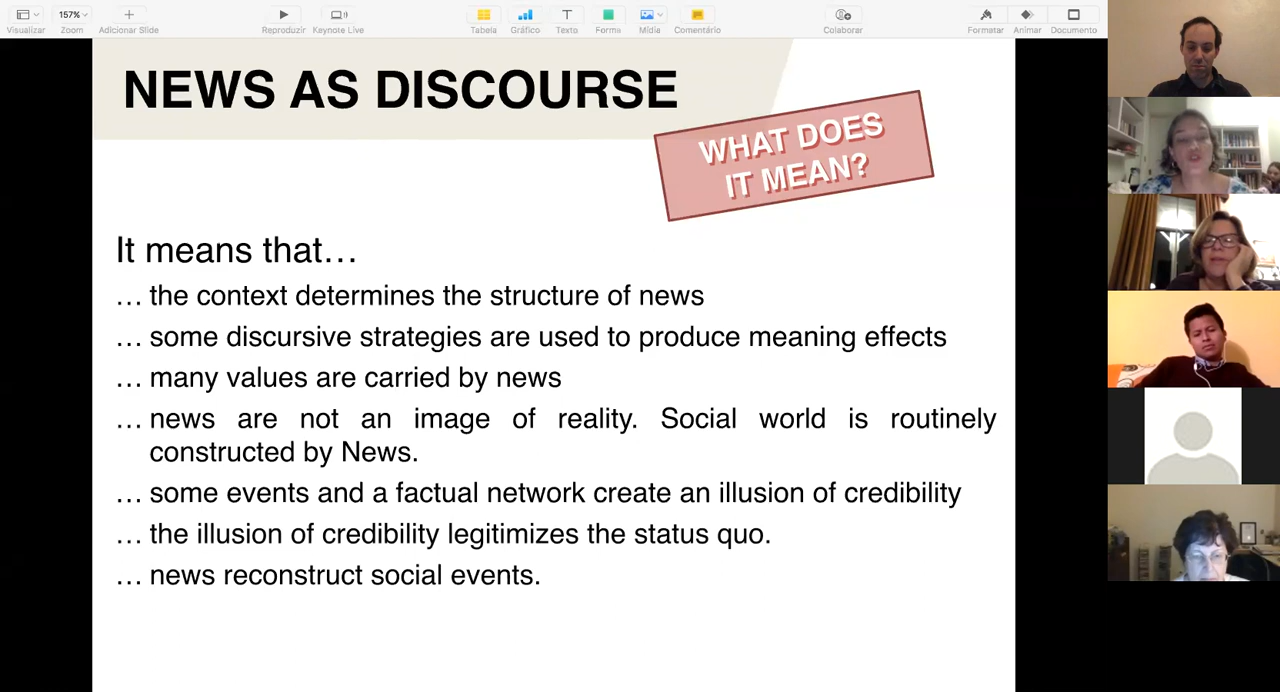 157%
Visualizar
Zoom
Adicionar Slide
Reproduzir
Keynote Live
Tabela
Gráfico
Texto
Forma
Mídia
Comentário
Colaborar
Formatar
Animar
Documento
NEWS AS DISCOURSE
WHAT DOES
IT MEAN?
It means that…
… the context determines the structure of news
… some discursive strategies are used to produce meaning effects
… many values are carried by news
… news are not an image of reality. Social world is routinely
constructed by News.
… some events and a factual network create an illusion of credibility
… the illusion of credibility legitimizes the status quo.
… news reconstruct social events.